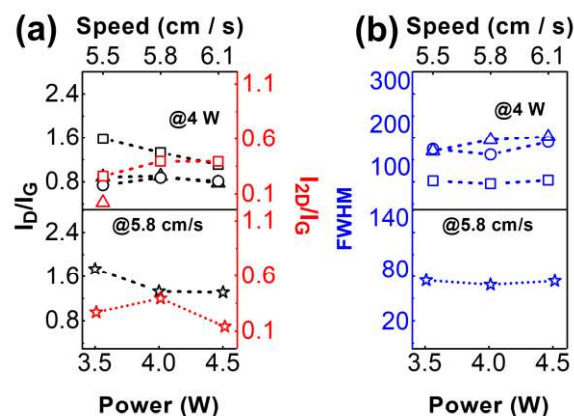 (a) Speed (cm / s)
5.5 5.8 6.1
2.4
1.6
0.8
@4 W
1.1
0.6
0.1
I_D/I_G
I_2D/I_G
@5.8 cm/s
2.4
1.6
0.8
1.1
0.6
0.1
3.5 4.0 4.5
Power (W)
(b) Speed (cm / s)
5.5 5.8 6.1
300
200
100
@4 W
FWHM
@5.8 cm/s
140
80
20
3.5 4.0 4.5
Power (W)